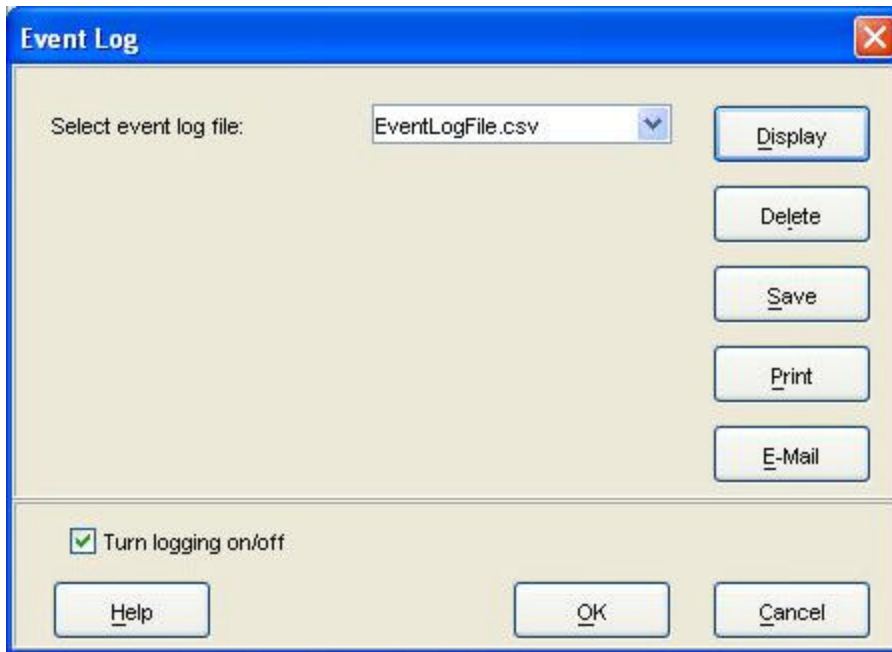 Event Log
Select event log file:
EventLogFile.csv
Display
Delete
Save
Print
E-Mail
Turn logging on/off
Help
OK
Cancel